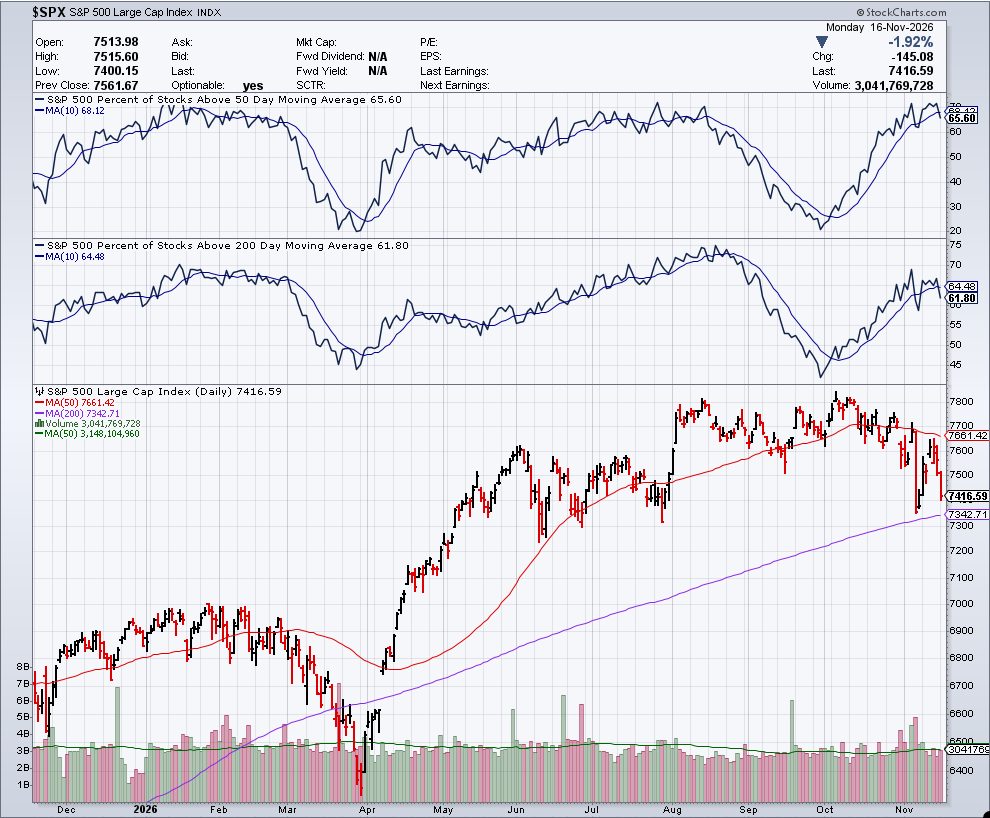 $SPX S&P 500 Large Cap Index INDX
© StockCharts.com
Monday 16-Nov-2026
Open: 7513.98 Ask: Mkt Cap: P/E: -1.92%
High: 7515.60 Bid: Fwd Dividend: N/A EPS: Chg: -145.08
Low: 7400.15 Last: Fwd Yield: N/A Last Earnings: Last: 7416.59
Prev Close: 7561.67 Optionable: yes SCTR: Next Earnings: Volume: 3,041,769,728
S&P 500 Percent of Stocks Above 50 Day Moving Average 65.60
MA(10) 68.12
70
68.12
65.60
60
50
40
30
20
S&P 500 Percent of Stocks Above 200 Day Moving Average 61.80
MA(10) 64.48
75
70
64.48
61.80
55
50
45
S&P 500 Large Cap Index (Daily) 7416.59
MA(50) 7661.42
MA(200) 7342.71
Volume 3,041,769,728
MA(50) 3,148,104,960
7800
7700
7661.42
7600
7500
7416.59
7342.71
7300
7200
7100
7000
6900
6800
6700
6600
6500
3041769
6400
8B
7B
6B
5B
4B
3B
2B
1B
Dec 2026 Feb Mar Apr May Jun Jul Aug Sep Oct Nov